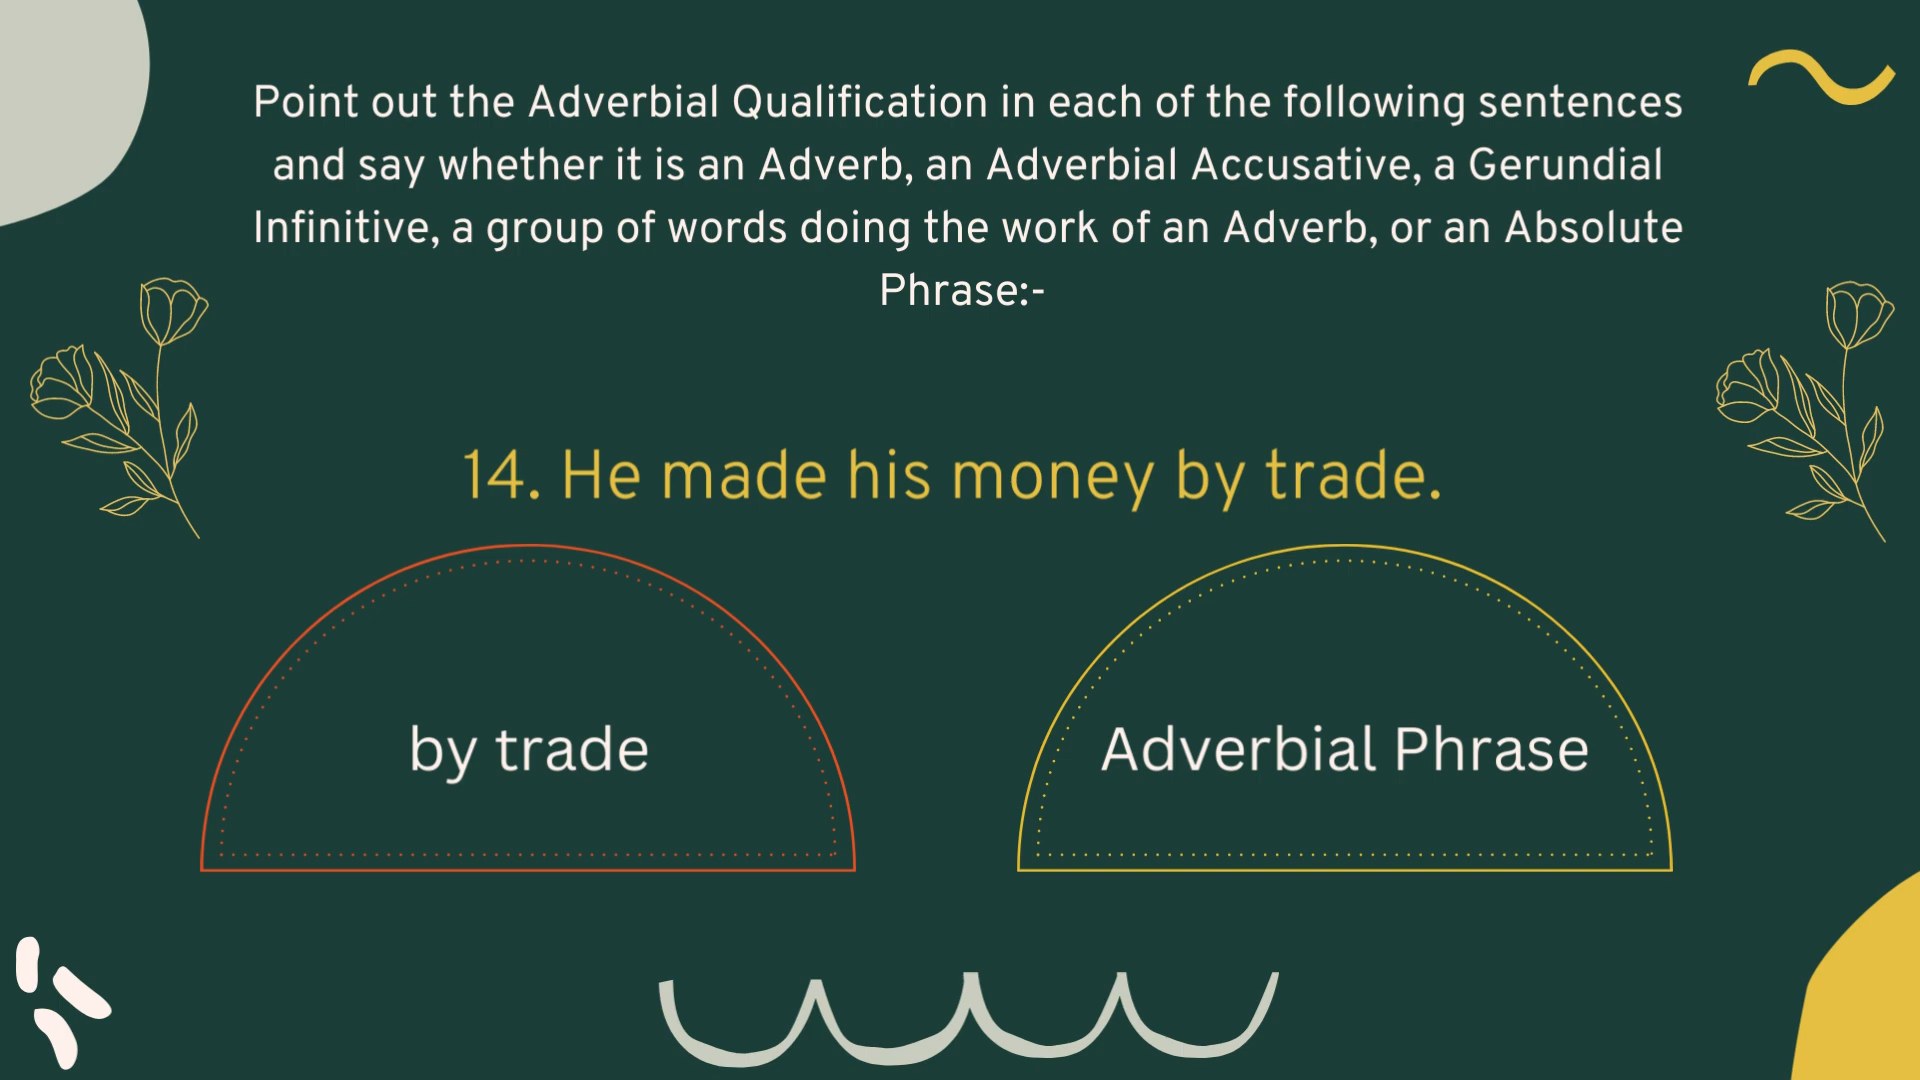 Point out the Adverbial Qualification in each of the following sentences
and say whether it is an Adverb, an Adverbial Accusative, a Gerundial
Infinitive, a group of words doing the work of an Adverb, or an Absolute
Phrase:-
14. He made his money by trade.
by trade
Adverbial Phrase